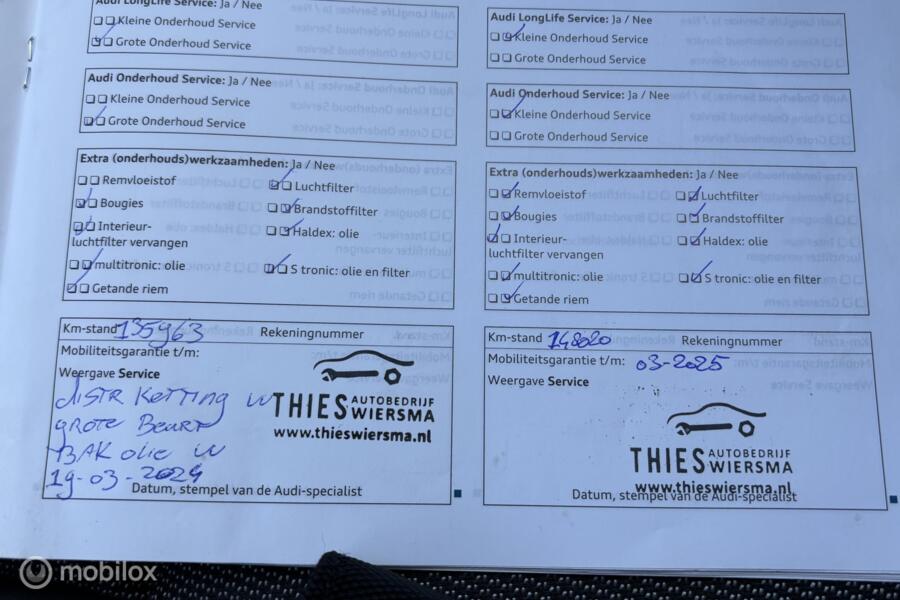 Audi LongLife Service: Ja / Nee
Kleine Onderhoud Service
Grote Onderhoud Service
Audi Onderhoud Service: Ja / Nee
Kleine Onderhoud Service
Grote Onderhoud Service
Extra (onderhouds)werkzaamheden: Ja / Nee
Remvloeistof
Luchtfilter
Bougies
Brandstoffilter
Interieur-
luchtfilter vervangen
Haldex: olie
multitronic: olie
S tronic: olie en filter
Getande riem
Km-stand 135963
Rekeningnummer
Mobiliteitsgarantie t/m:
Weergave Service
distr Ketting W
grote Beurt
BAK olie W
19-03-2024
THIES AUTOBEDRIJF WIERSMA
www.thieswiersma.nl
Datum, stempel van de Audi-specialist
Audi LongLife Service: Ja / Nee
Kleine Onderhoud Service
Grote Onderhoud Service
Audi Onderhoud Service: Ja / Nee
Kleine Onderhoud Service
Grote Onderhoud Service
Extra (onderhouds)werkzaamheden: Ja / Nee
Remvloeistof
Luchtfilter
Bougies
Brandstoffilter
Interieur-
luchtfilter vervangen
Haldex: olie
multitronic: olie
S tronic: olie en filter
Getande riem
Km-stand 148020
Rekeningnummer
Mobiliteitsgarantie t/m: 03-2025
Weergave Service
THIES AUTOBEDRIJF WIERSMA
www.thieswiersma.nl
Datum, stempel van de Audi-specialist
mobilox